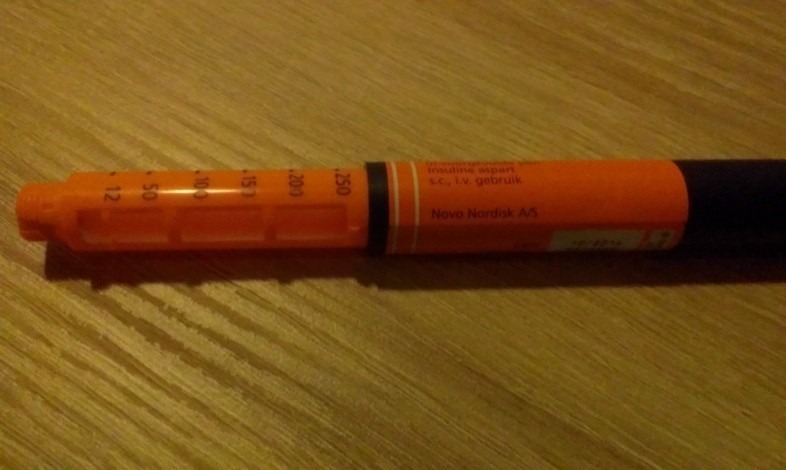 12
50
100
150
200
250
insuline aspart
s.c., i.v. gebruik
Novo Nordisk A/S